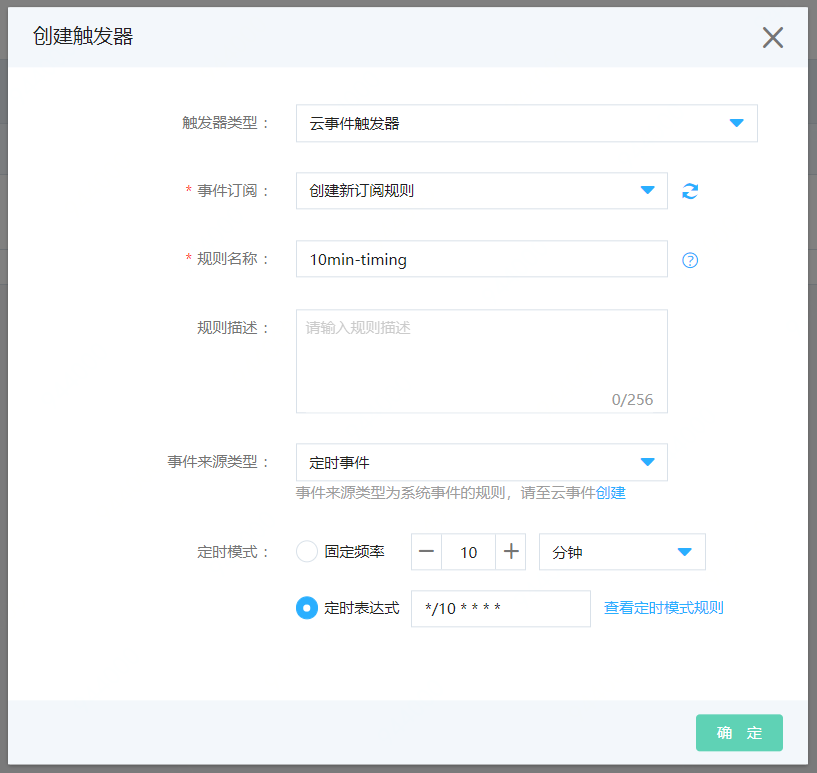 创建触发器
触发器类型： 云事件触发器
* 事件订阅： 创建新订阅规则
* 规则名称： 10min-timing
规则描述： 请输入规则描述
0/256
事件来源类型： 定时事件
事件来源类型为系统事件的规则，请至云事件创建
定时模式： 固定频率 10 分钟
定时表达式 */10 * * * * 查看定时模式规则
确 定